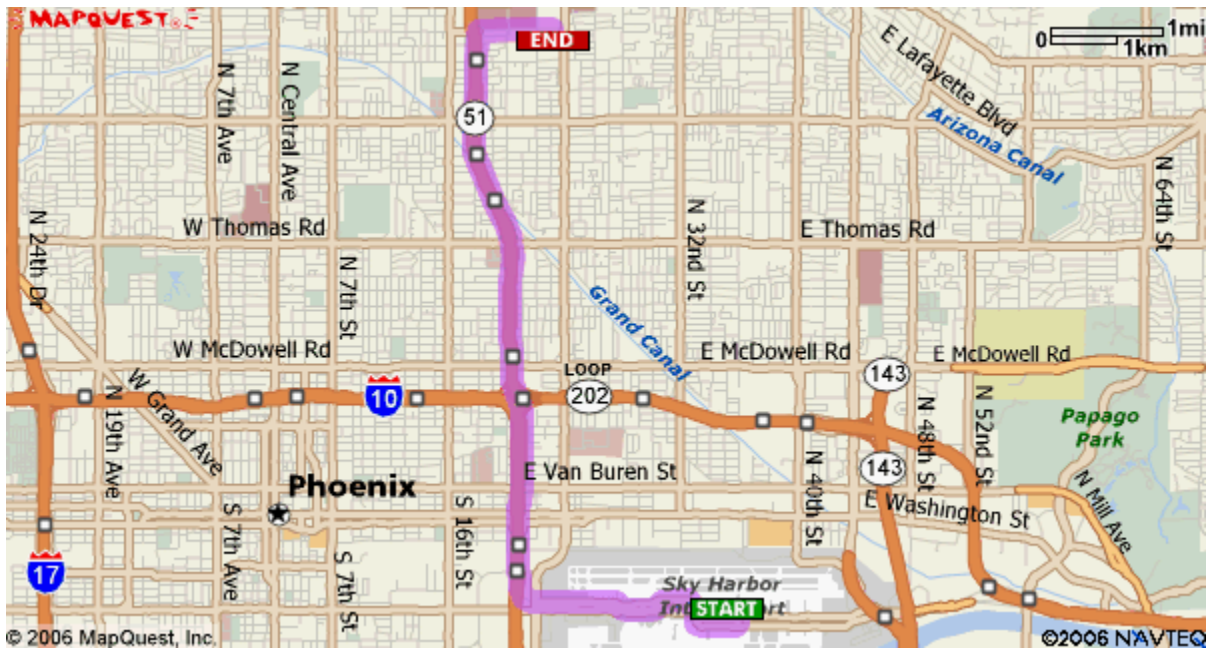 MAPQUEST
END
0
1mi
1km
E Lafayette Blvd
Arizona Canal
N 7th Ave
N Central Ave
51
N 64th St
W Thomas Rd
E Thomas Rd
N 24th Dr
N 7th St
N 32nd St
Grand Canal
W McDowell Rd
E McDowell Rd
E McDowell Rd
LOOP
202
143
10
N 19th Ave
W Grand Ave
N 48th St
N 52nd St
Papago
Park
E Van Buren St
143
Phoenix
S 7th Ave
S 7th St
S 16th St
N 40th St
E Washington St
N Mill Ave
17
Sky Harbor
START
© 2006 MapQuest, Inc.
©2006 NAVTEQ